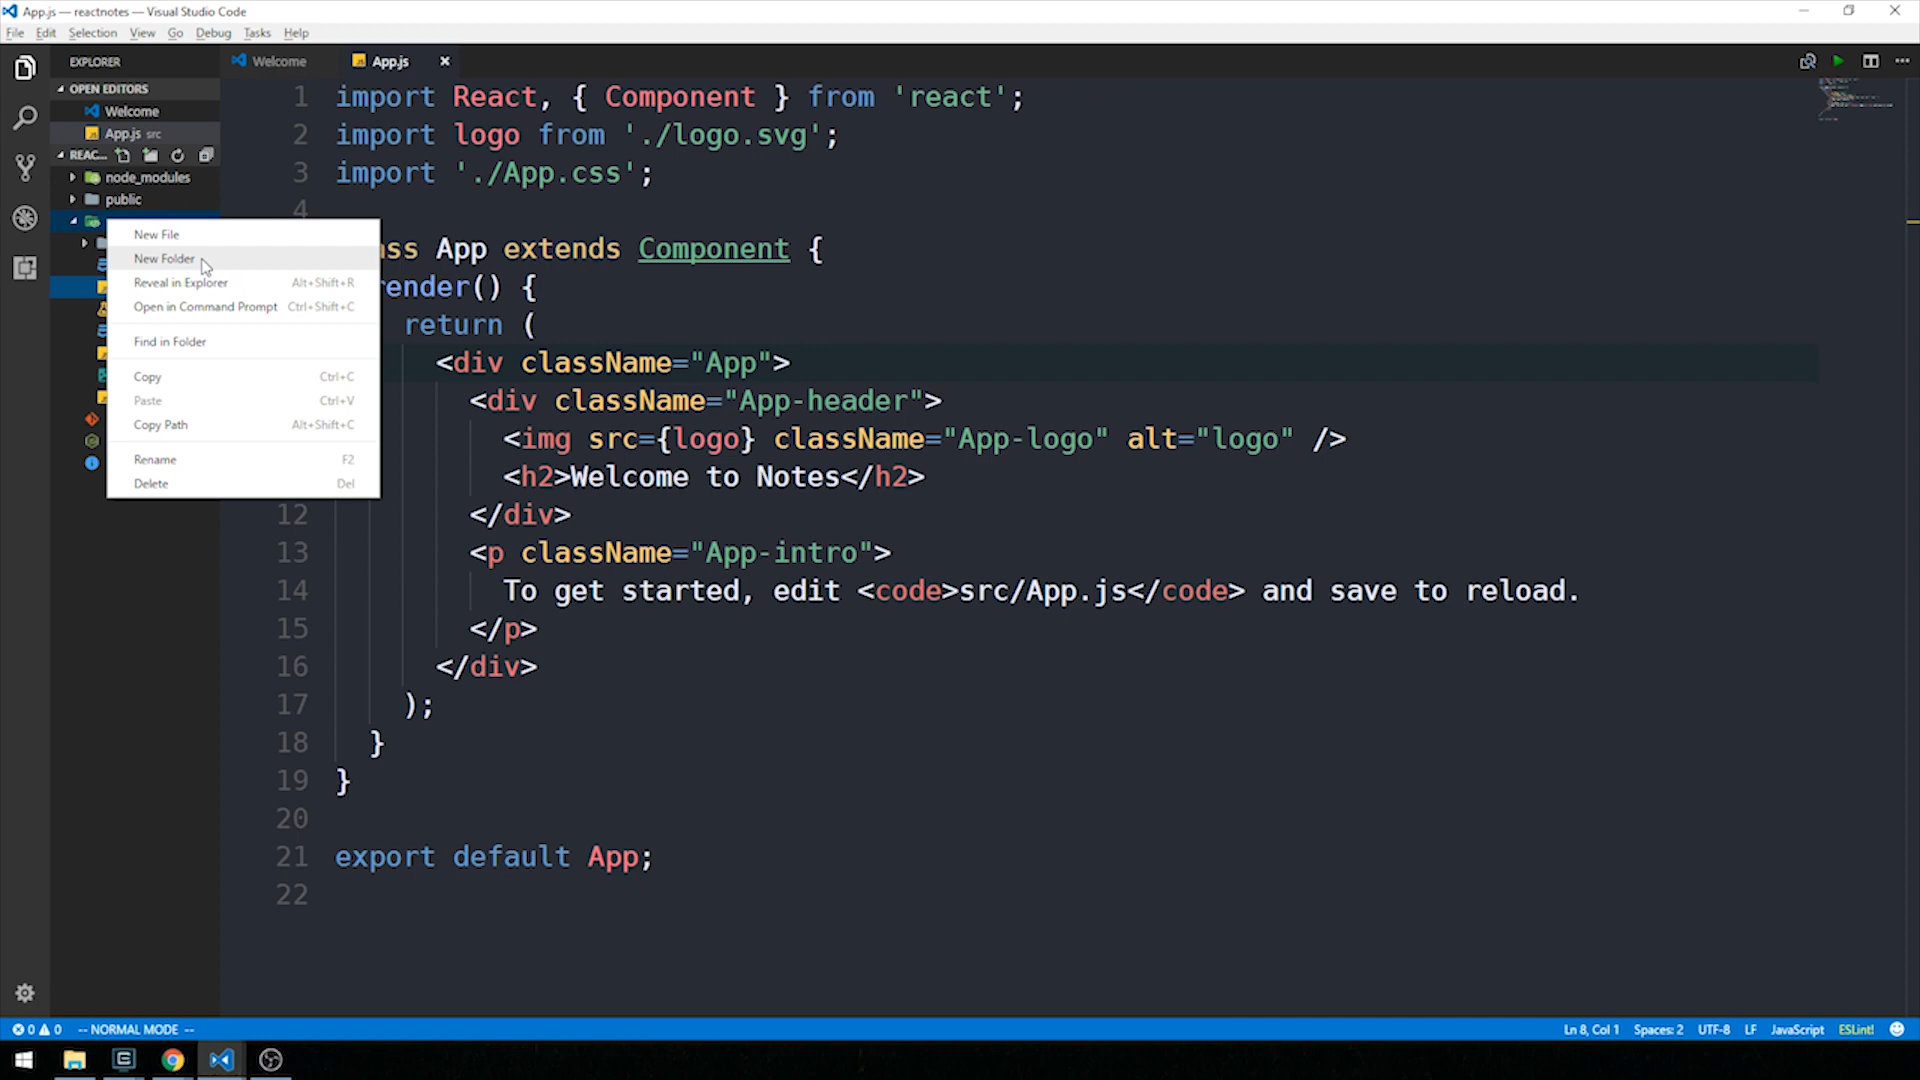 App.js — reactnotes — Visual Studio Code
File Edit Selection View Go Debug Tasks Help
EXPLORER
OPEN EDITORS
Welcome
App.js src
REAC...
node_modules
public
New File
New Folder
Reveal in Explorer Alt+Shift+R
Open in Command Prompt Ctrl+Shift+C
Find in Folder
Copy Ctrl+C
Paste Ctrl+V
Copy Path Alt+Shift+C
Rename F2
Delete Del
Welcome App.js
1 import React, { Component } from 'react';
2 import logo from './logo.svg';
3 import './App.css';
4
ss App extends Component {
render() {
return (
<div className="App">
<div className="App-header">
<img src={logo} className="App-logo" alt="logo" />
<h2>Welcome to Notes</h2>
12 </div>
13 <p className="App-intro">
14 To get started, edit <code>src/App.js</code> and save to reload.
15 </p>
16 </div>
17 );
18 }
19 }
20
21 export default App;
22
0 0 -- NORMAL MODE -- Ln 8, Col 1 Spaces: 2 UTF-8 LF JavaScript ESLint!